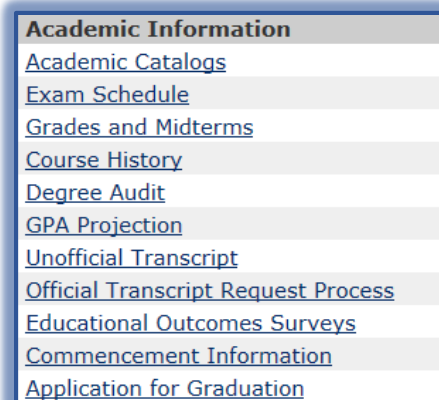 Academic Information
Academic Catalogs
Exam Schedule
Grades and Midterms
Course History
Degree Audit
GPA Projection
Unofficial Transcript
Official Transcript Request Process
Educational Outcomes Surveys
Commencement Information
Application for Graduation